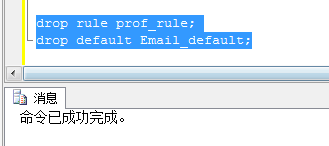 drop rule prof_rule;
drop default Email_default;
消息
命令已成功完成。